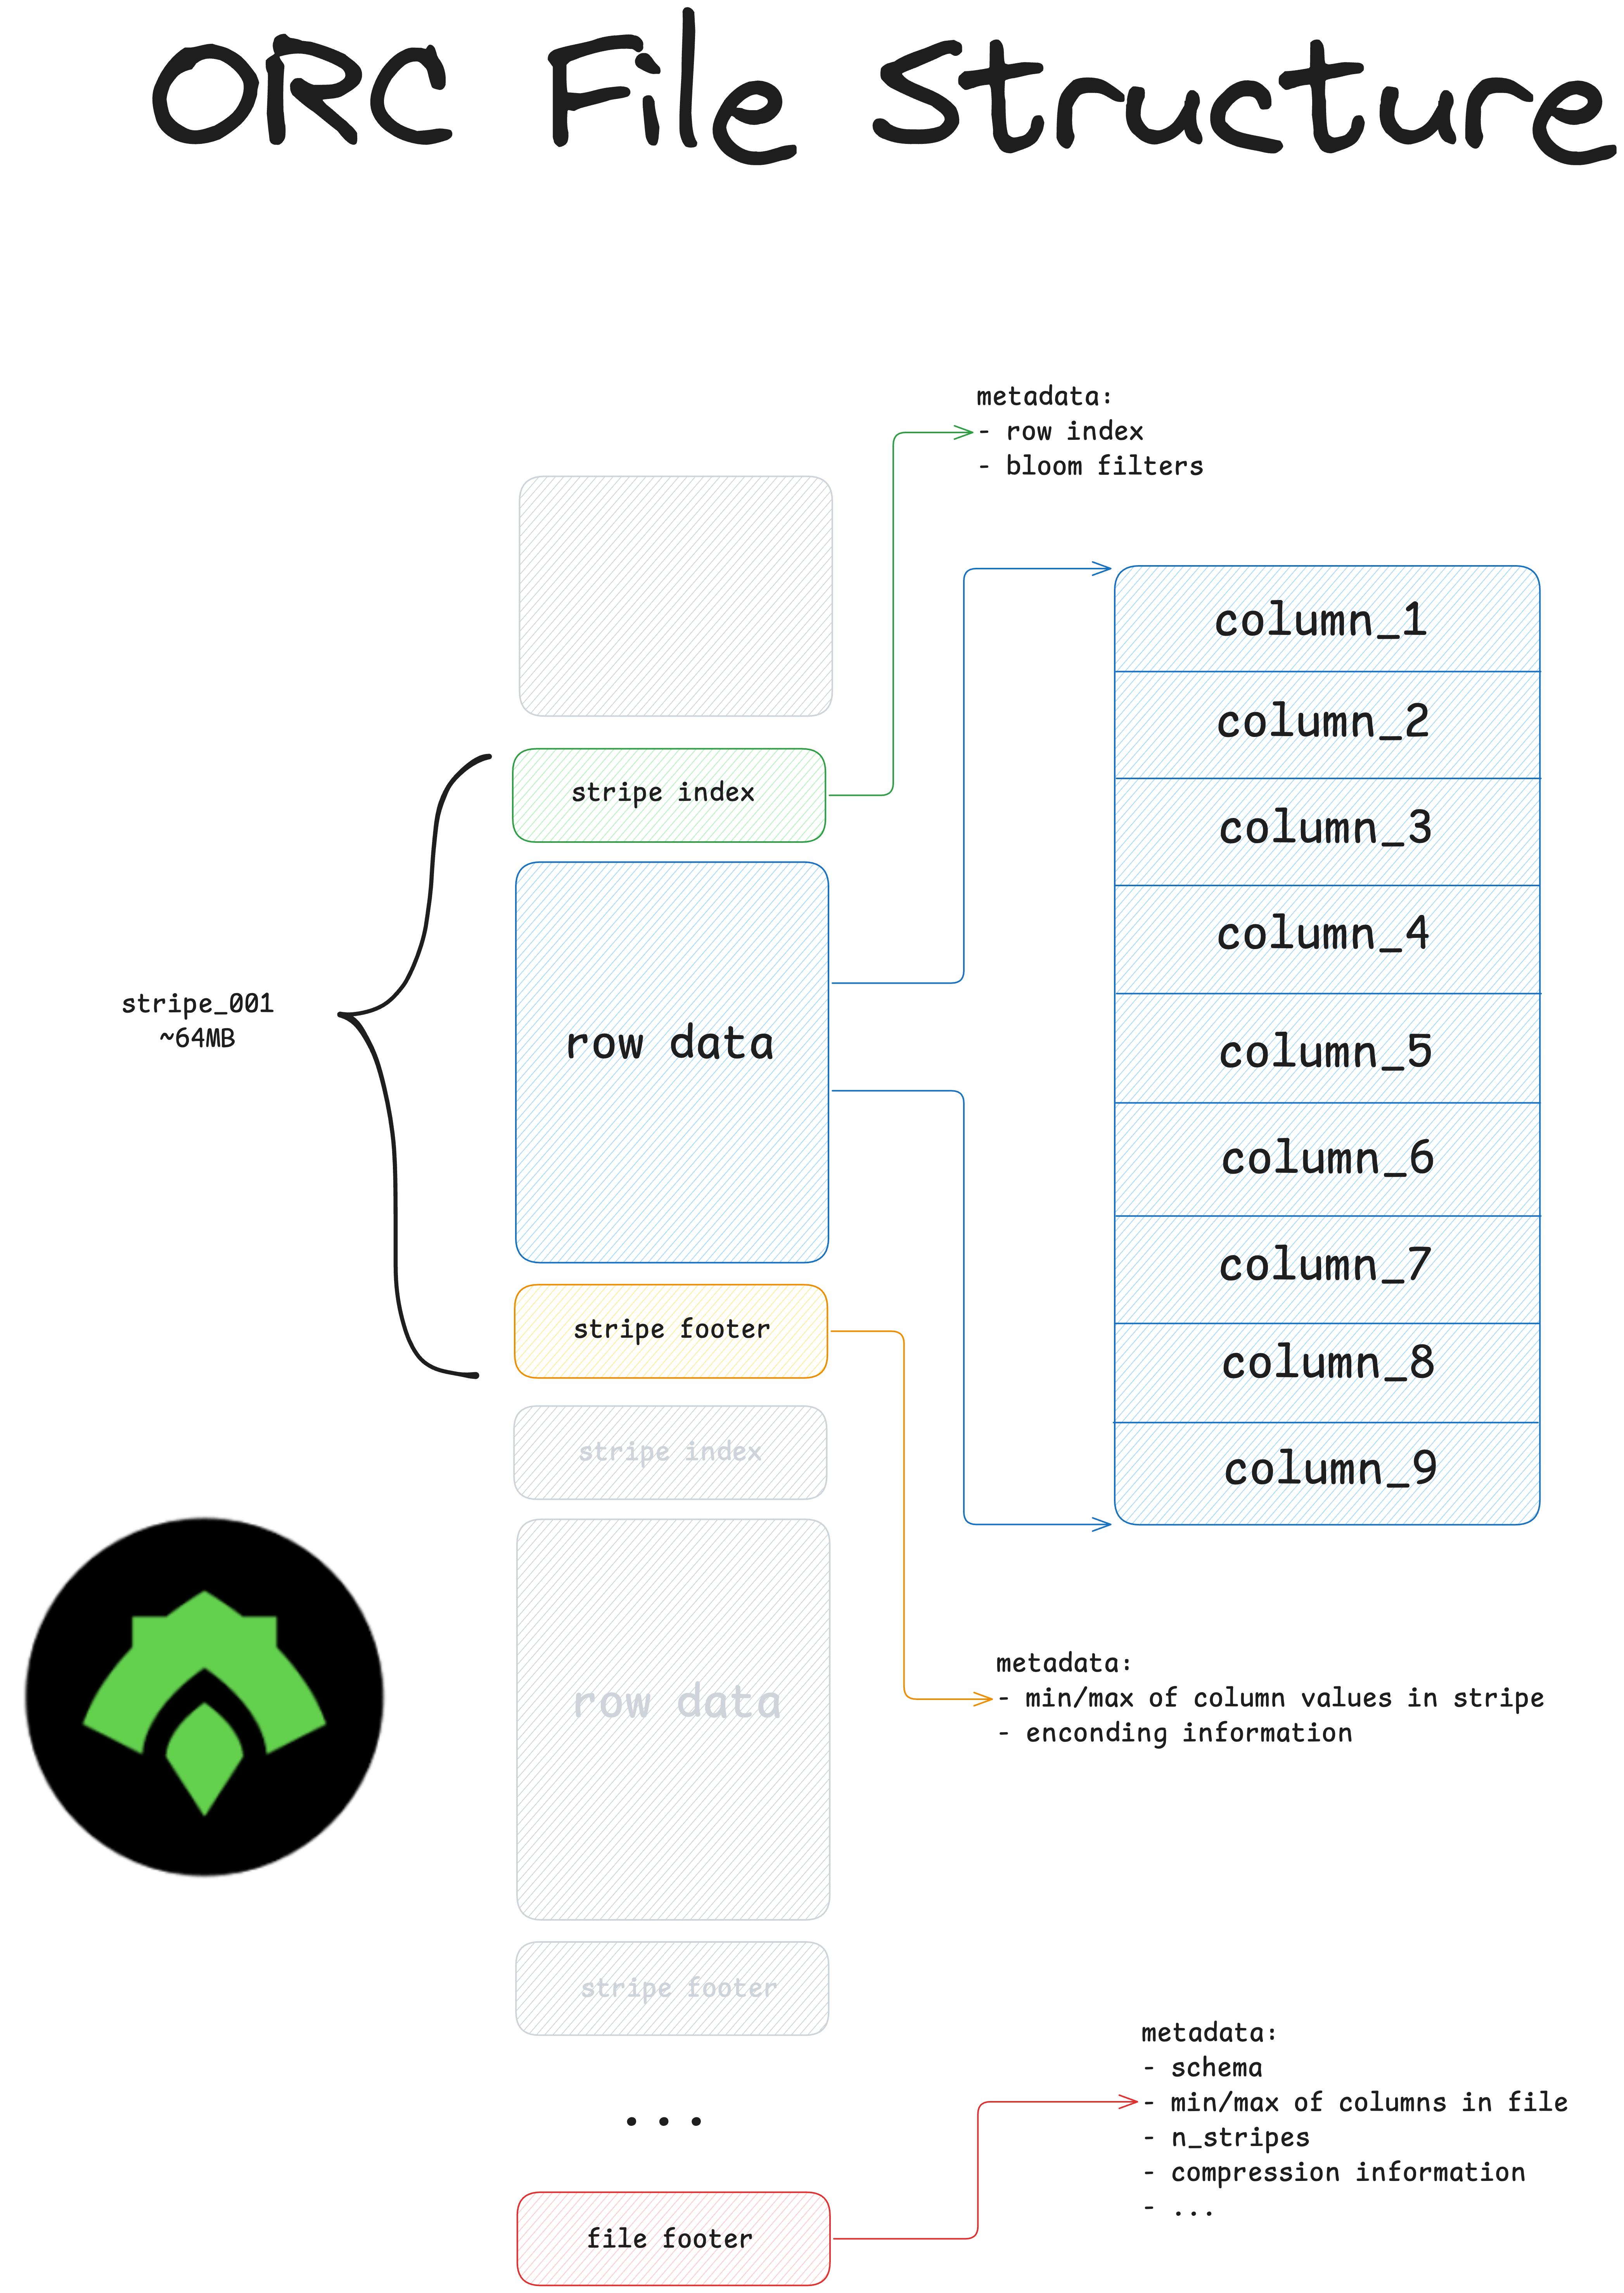 ORC File Structure
metadata:
- row index
- bloom filters
stripe index
column_1
column_2
column_3
column_4
column_5
column_6
column_7
column_8
column_9
stripe_001
~64MB
row data
stripe footer
stripe index
row data
metadata:
- min/max of column values in stripe
- enconding information
stripe footer
...
metadata:
- schema
- min/max of columns in file
- n_stripes
- compression information
- ...
file footer